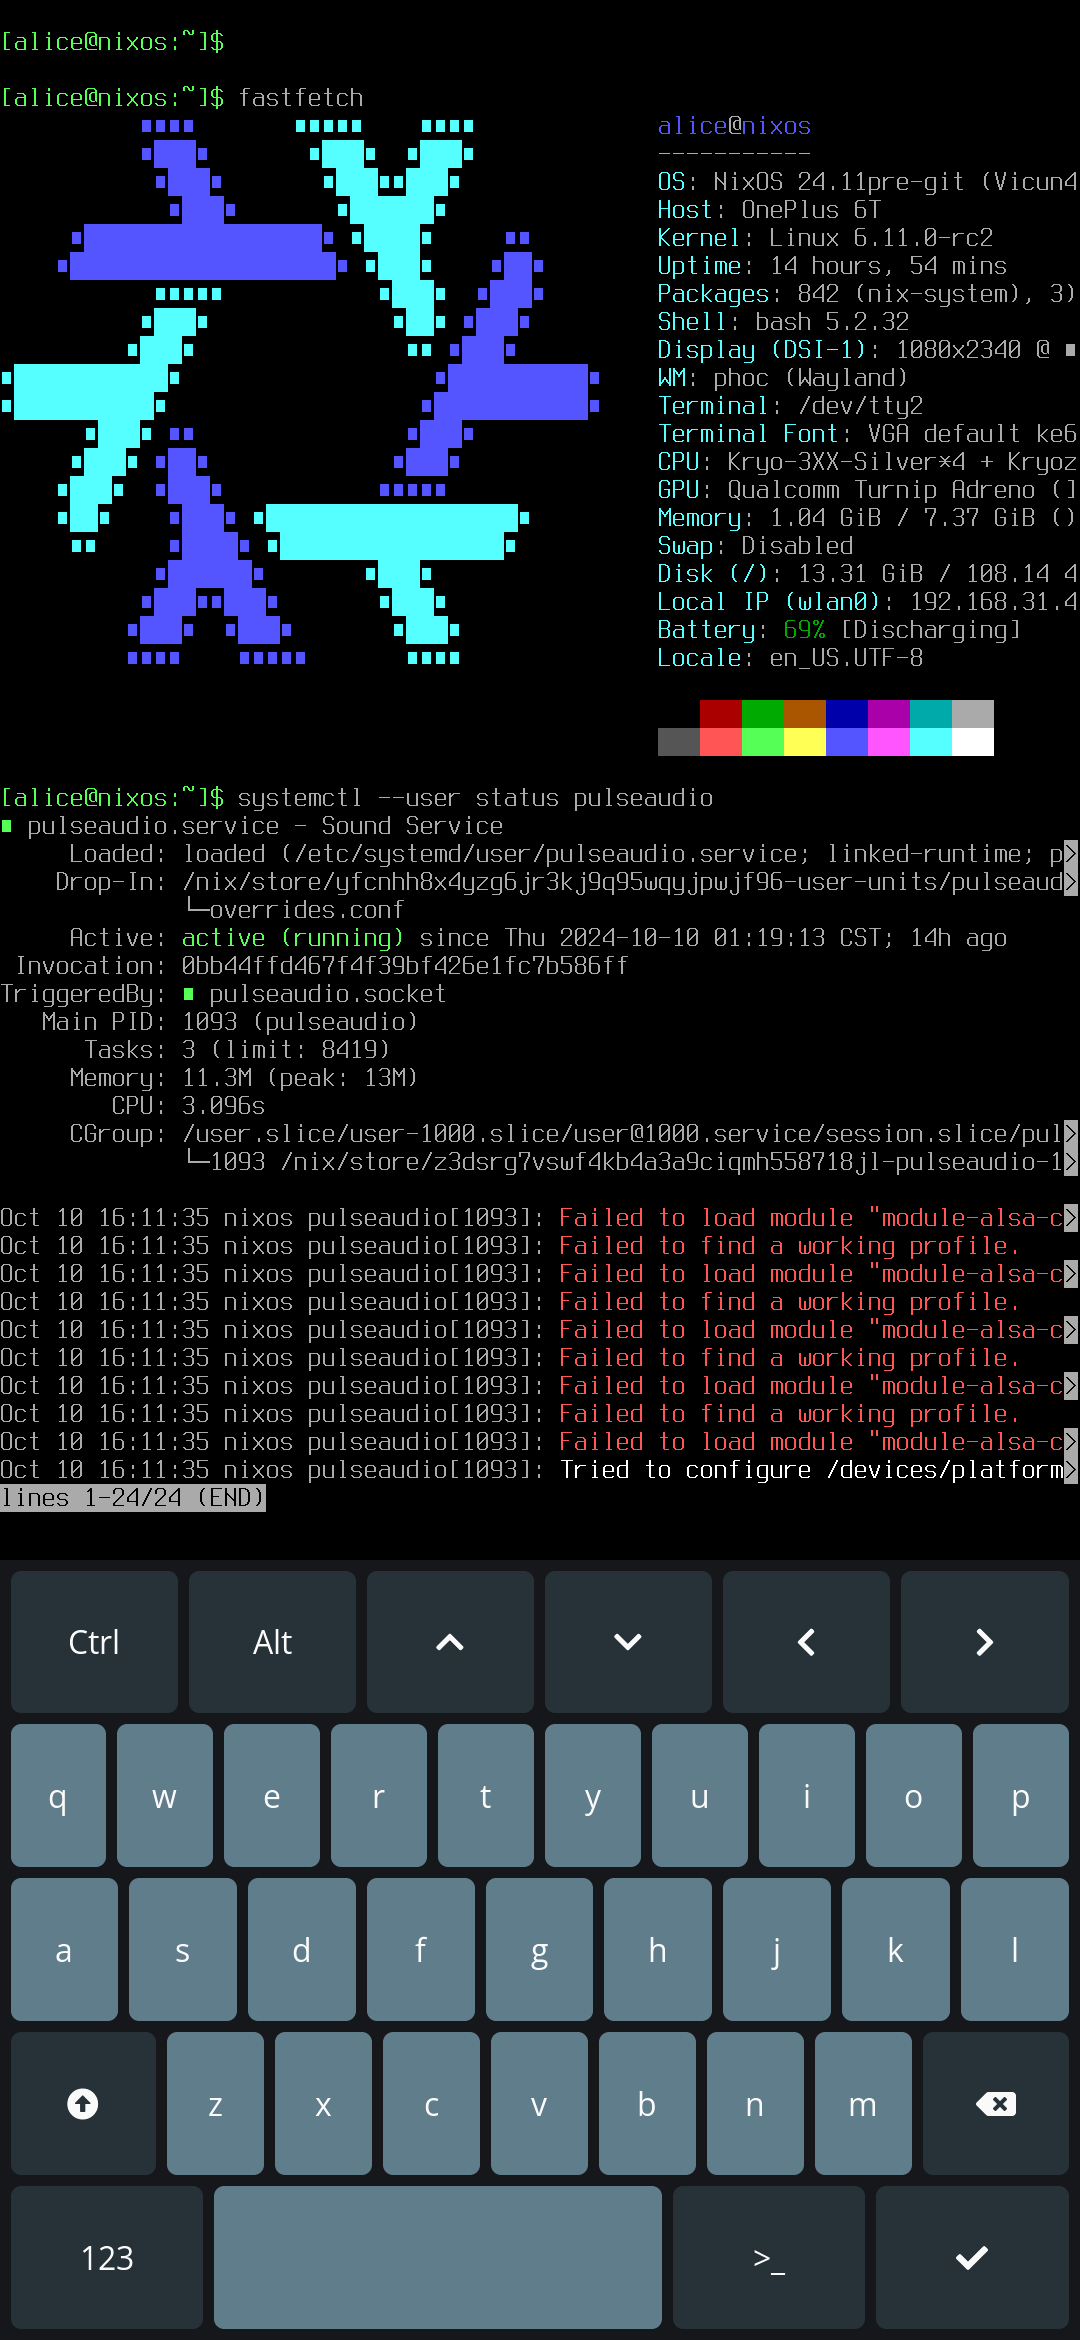 [alice@nixos:~]$
[alice@nixos:~]$ fastfetch
alice@nixos
-----------
OS: NixOS 24.11pre-git (Vicun4
Host: OnePlus 6T
Kernel: Linux 6.11.0-rc2
Uptime: 14 hours, 54 mins
Packages: 842 (nix-system), 3)
Shell: bash 5.2.32
Display (DSI-1): 1080x2340 @
WM: phoc (Wayland)
Terminal: /dev/tty2
Terminal Font: VGA default ke6
CPU: Kryo-3XX-Silver*4 + Kryoz
GPU: Qualcomm Turnip Adreno (]
Memory: 1.04 GiB / 7.37 GiB ()
Swap: Disabled
Disk (/): 13.31 GiB / 108.14 4
Local IP (wlan0): 192.168.31.4
Battery: 69% [Discharging]
Locale: en_US.UTF-8
[alice@nixos:~]$ systemctl --user status pulseaudio
pulseaudio.service - Sound Service
Loaded: loaded (/etc/systemd/user/pulseaudio.service; linked-runtime; p>
Drop-In: /nix/store/yfcnhh8x4yzg6jr3kj9q95wqyjpwjf96-user-units/pulseaud>
└─overrides.conf
Active: active (running) since Thu 2024-10-10 01:19:13 CST; 14h ago
Invocation: 0bb44ffd467f4f39bf426e1fc7b586ff
TriggeredBy: pulseaudio.socket
Main PID: 1093 (pulseaudio)
Tasks: 3 (limit: 8419)
Memory: 11.3M (peak: 13M)
CPU: 3.096s
CGroup: /user.slice/user-1000.slice/user@1000.service/session.slice/pul>
└─1093 /nix/store/z3dsrg7vswf4kb4a3a9ciqmh558718jl-pulseaudio-1>
Oct 10 16:11:35 nixos pulseaudio[1093]: Failed to load module "module-alsa-c>
Oct 10 16:11:35 nixos pulseaudio[1093]: Failed to find a working profile.
Oct 10 16:11:35 nixos pulseaudio[1093]: Failed to load module "module-alsa-c>
Oct 10 16:11:35 nixos pulseaudio[1093]: Failed to find a working profile.
Oct 10 16:11:35 nixos pulseaudio[1093]: Failed to load module "module-alsa-c>
Oct 10 16:11:35 nixos pulseaudio[1093]: Failed to find a working profile.
Oct 10 16:11:35 nixos pulseaudio[1093]: Failed to load module "module-alsa-c>
Oct 10 16:11:35 nixos pulseaudio[1093]: Failed to find a working profile.
Oct 10 16:11:35 nixos pulseaudio[1093]: Failed to load module "module-alsa-c>
Oct 10 16:11:35 nixos pulseaudio[1093]: Tried to configure /devices/platform>
lines 1-24/24 (END)
Ctrl Alt
q w e r t y u i o p
a s d f g h j k l
z x c v b n m
123 >_